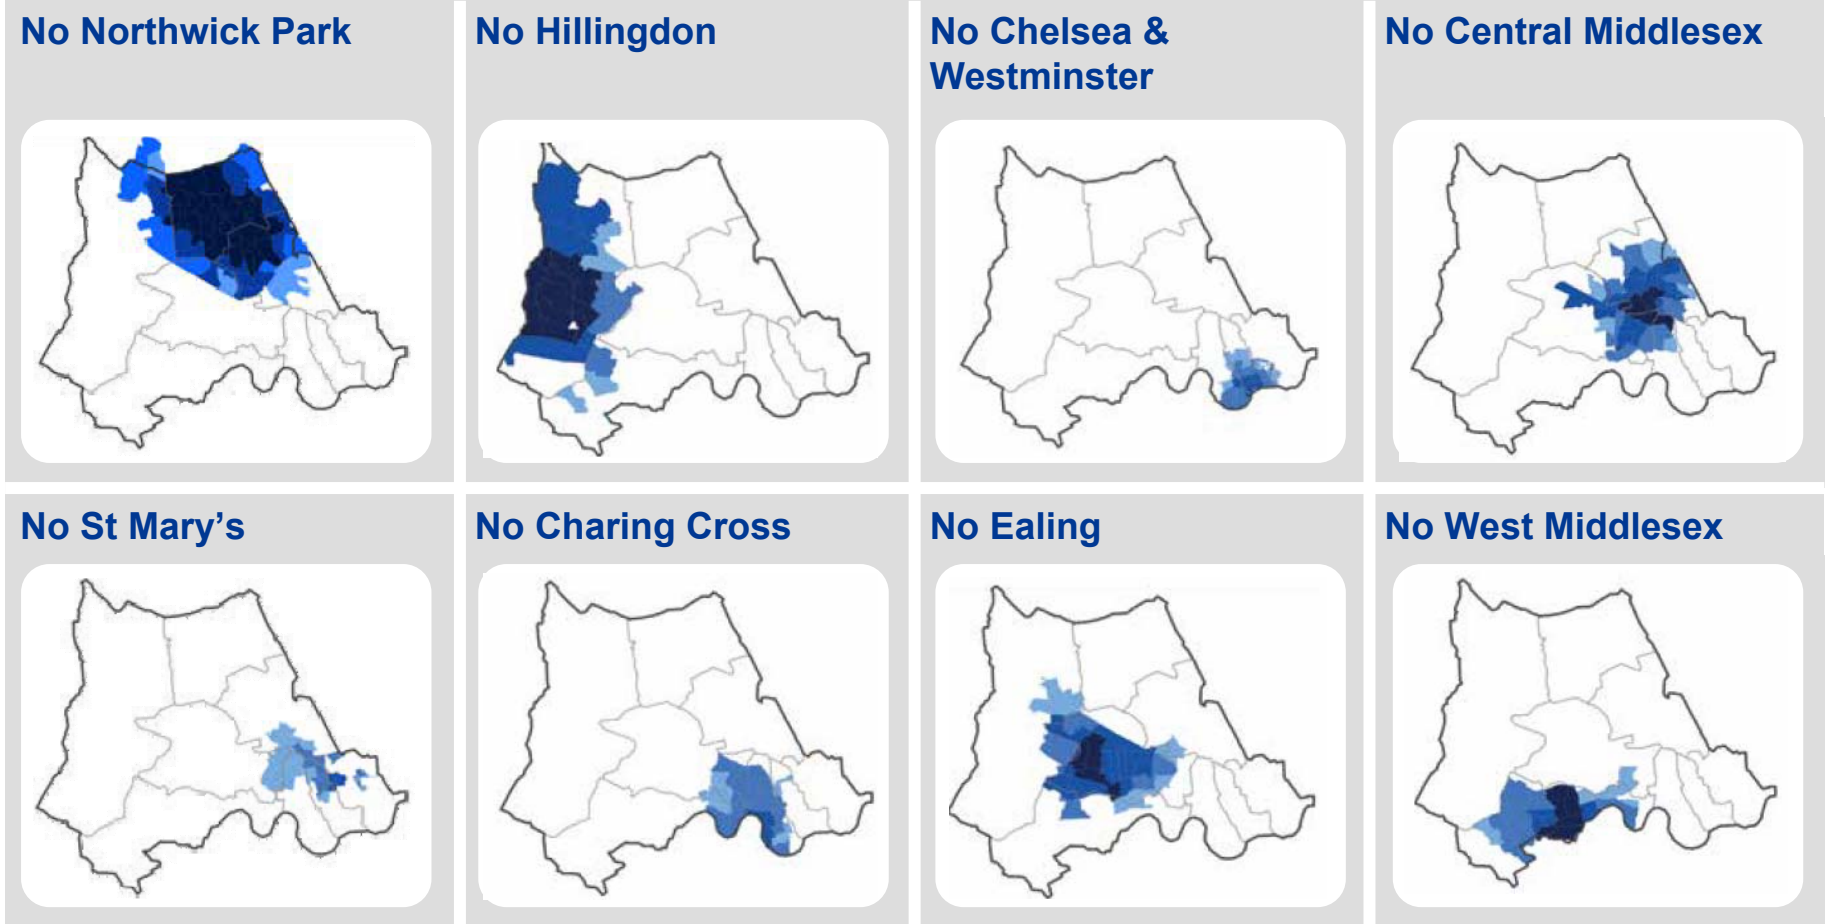 No Northwick Park
No Hillingdon
No Chelsea &
Westminster
No Central Middlesex
No St Mary’s
No Charing Cross
No Ealing
No West Middlesex